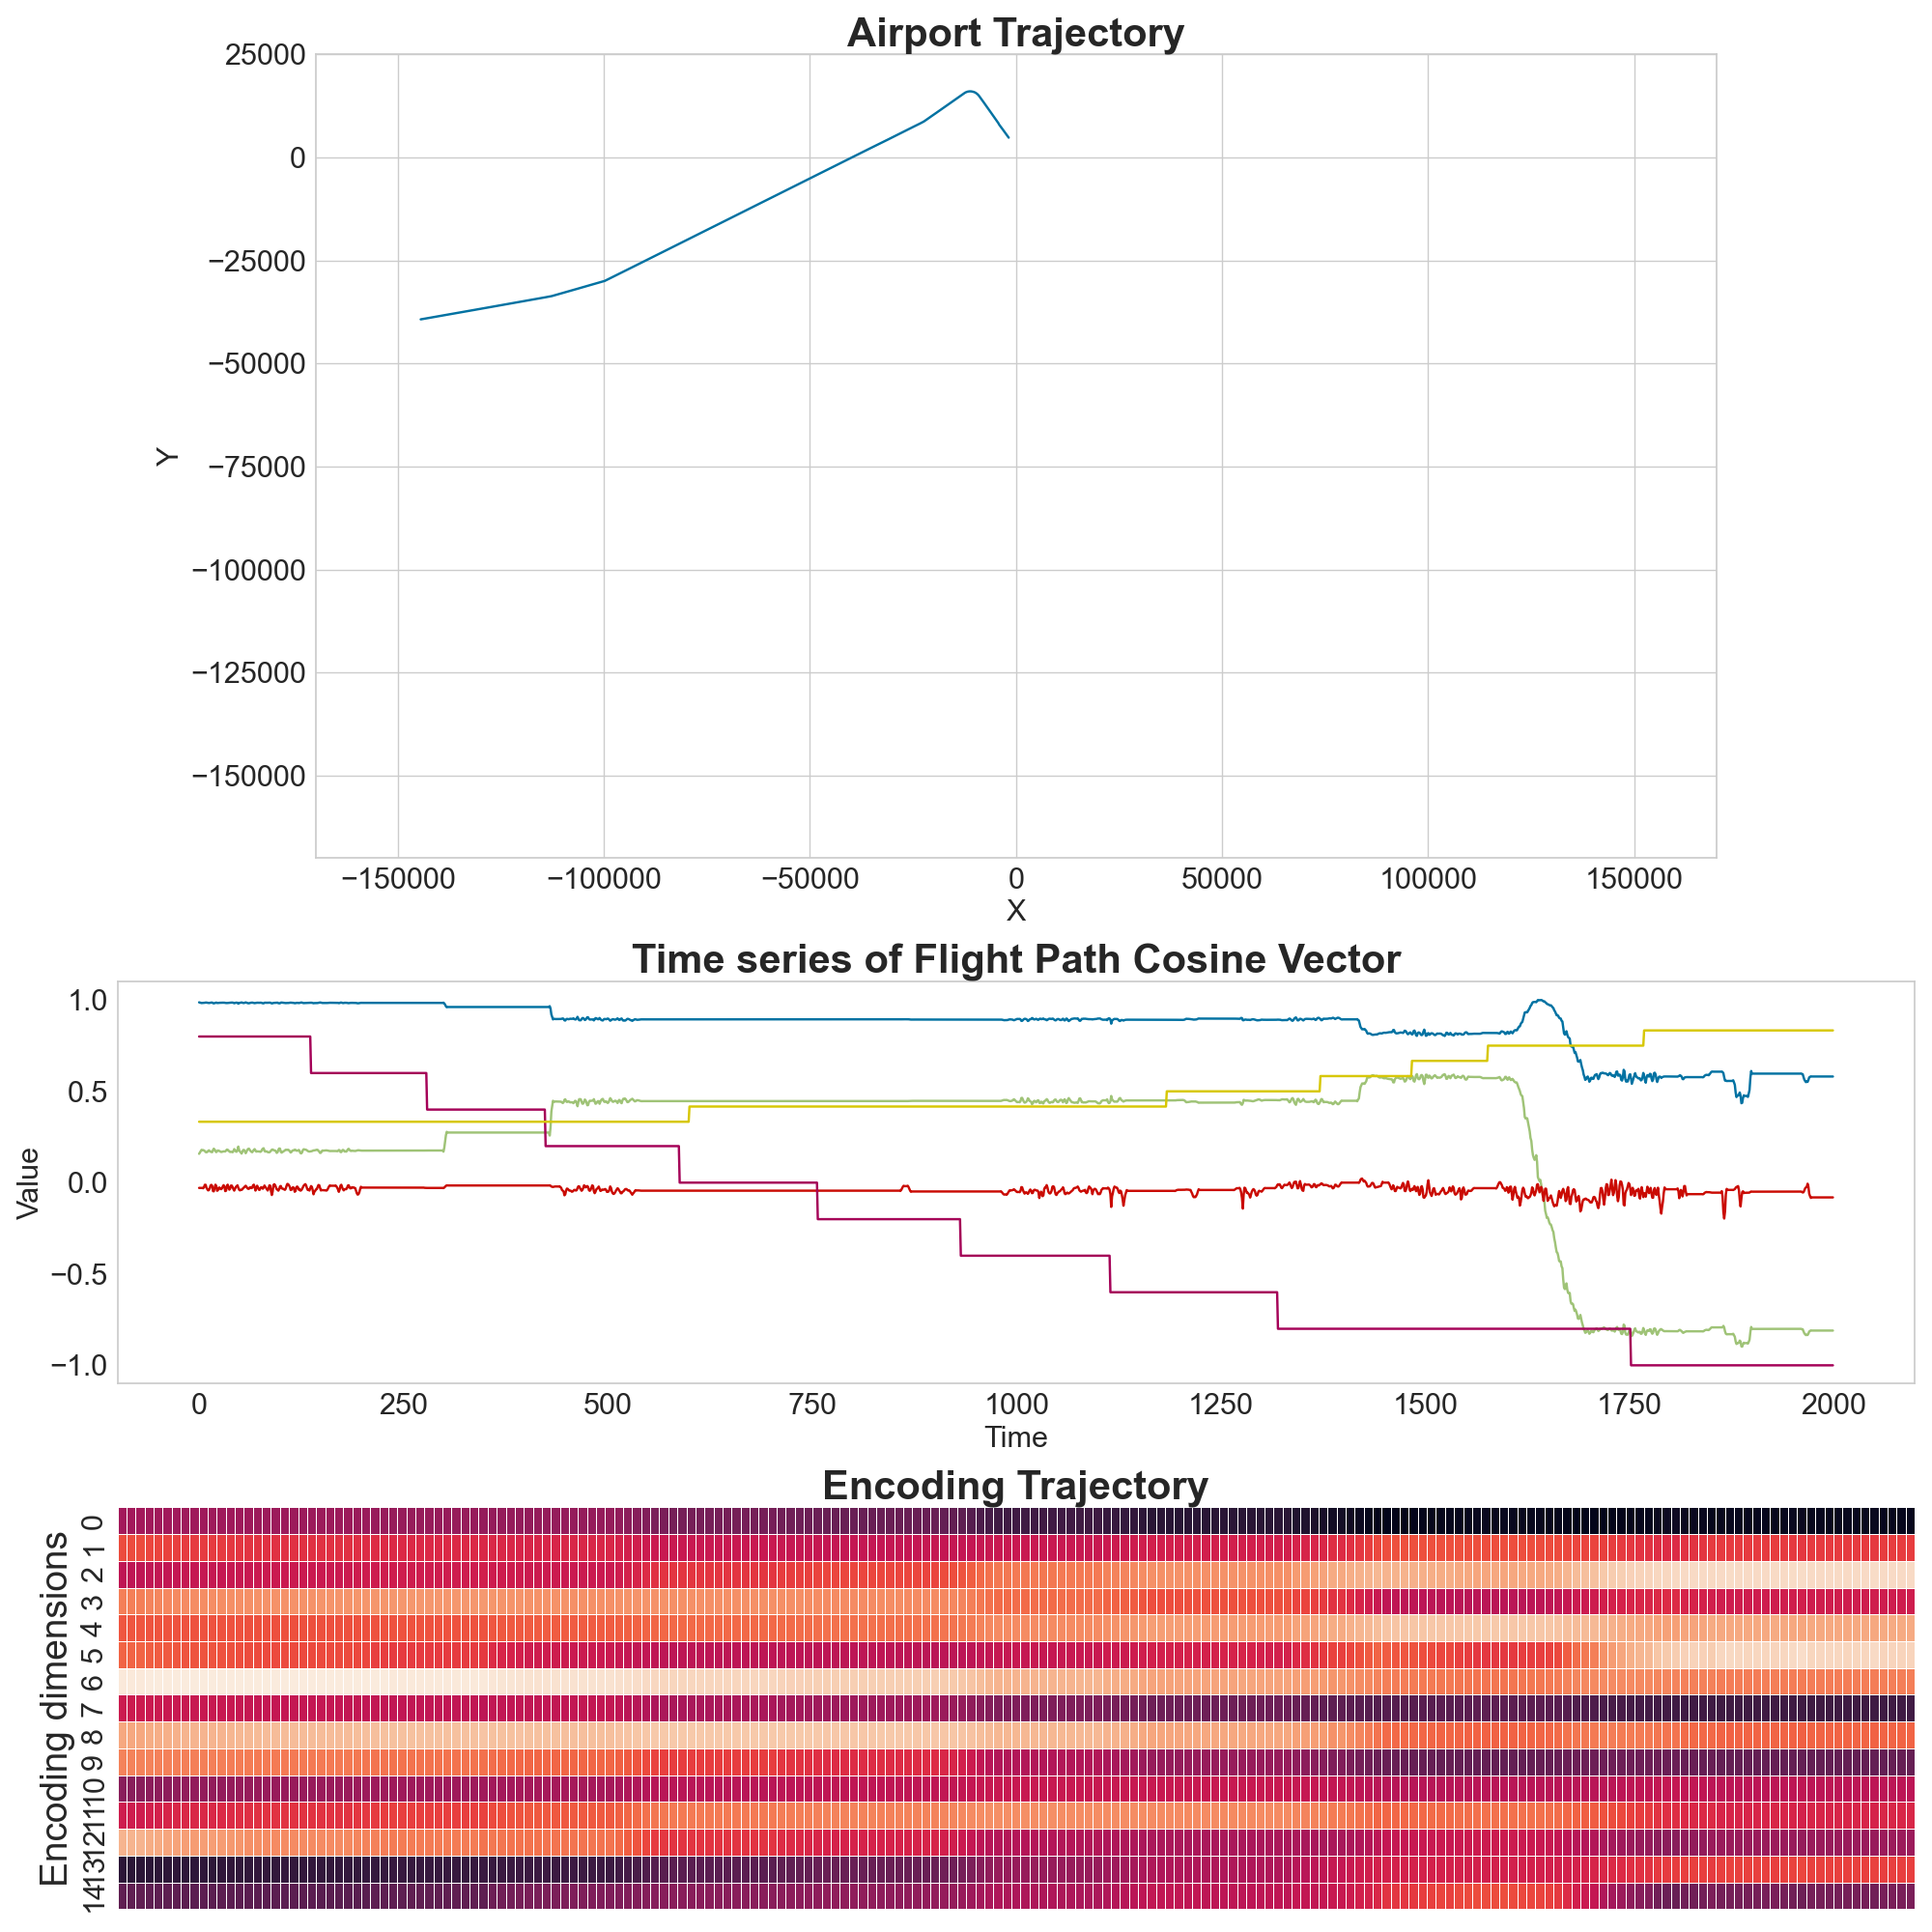 Airport Trajectory
25000
0
−25000
−50000
−75000
−100000
−125000
−150000
Y
−150000 −100000 −50000 0 50000 100000 150000
X
Time series of Flight Path Cosine Vector
1.0
0.5
0.0
−0.5
−1.0
Value
0 250 500 750 1000 1250 1500 1750 2000
Time
Encoding Trajectory
Encoding dimensions
0
1
2
3
4
5
6
7
8
9
10
11
12
13
14